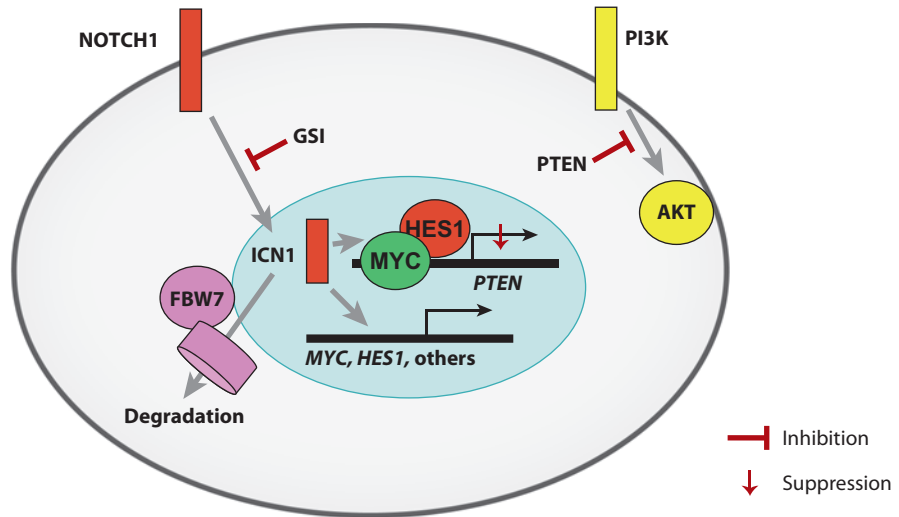 NOTCH1
PI3K
GSI
PTEN
AKT
HES1
ICN1
MYC
PTEN
FBW7
MYC, HES1, others
Degradation
Inhibition
Suppression